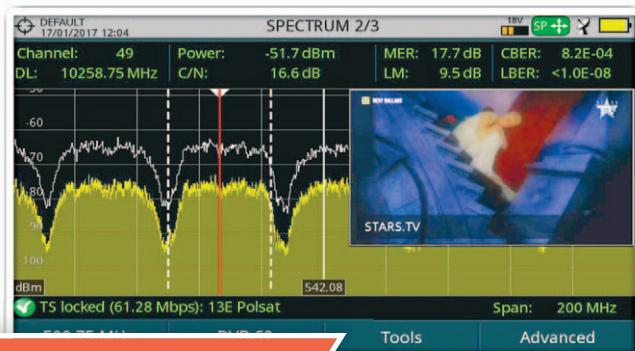 DEFAULT
17/01/2017 12:04
SPECTRUM 2/3
18V
SP
Channel: 49
Power: -51.7 dBm
MER: 17.7 dB
CBER: 8.2E-04
DL: 10258.75 MHz
C/N: 16.6 dB
LM: 9.5 dB
LBER: <1.0E-08
-60
-70
-80
-90
-100
BEST BALLADS
STARS.TV
dBm
542.08
TS locked (61.28 Mbps): 13E Polsat
Span: 200 MHz
Tools
Advanced